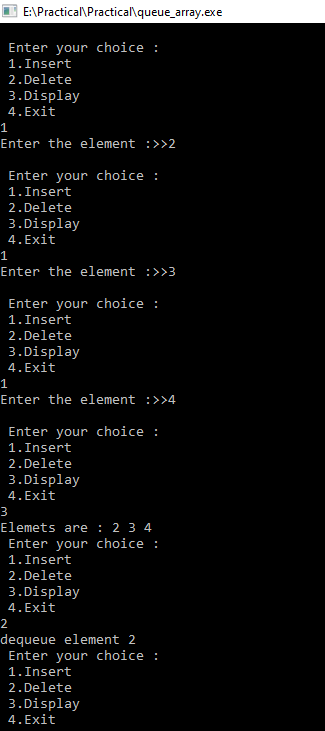 E:\Practical\Practical\queue_array.exe
Enter your choice :
1.Insert
2.Delete
3.Display
4.Exit
1
Enter the element :>>2
Enter your choice :
1.Insert
2.Delete
3.Display
4.Exit
1
Enter the element :>>3
Enter your choice :
1.Insert
2.Delete
3.Display
4.Exit
1
Enter the element :>>4
Enter your choice :
1.Insert
2.Delete
3.Display
4.Exit
3
Elemets are : 2 3 4
Enter your choice :
1.Insert
2.Delete
3.Display
4.Exit
2
dequeue element 2
Enter your choice :
1.Insert
2.Delete
3.Display
4.Exit